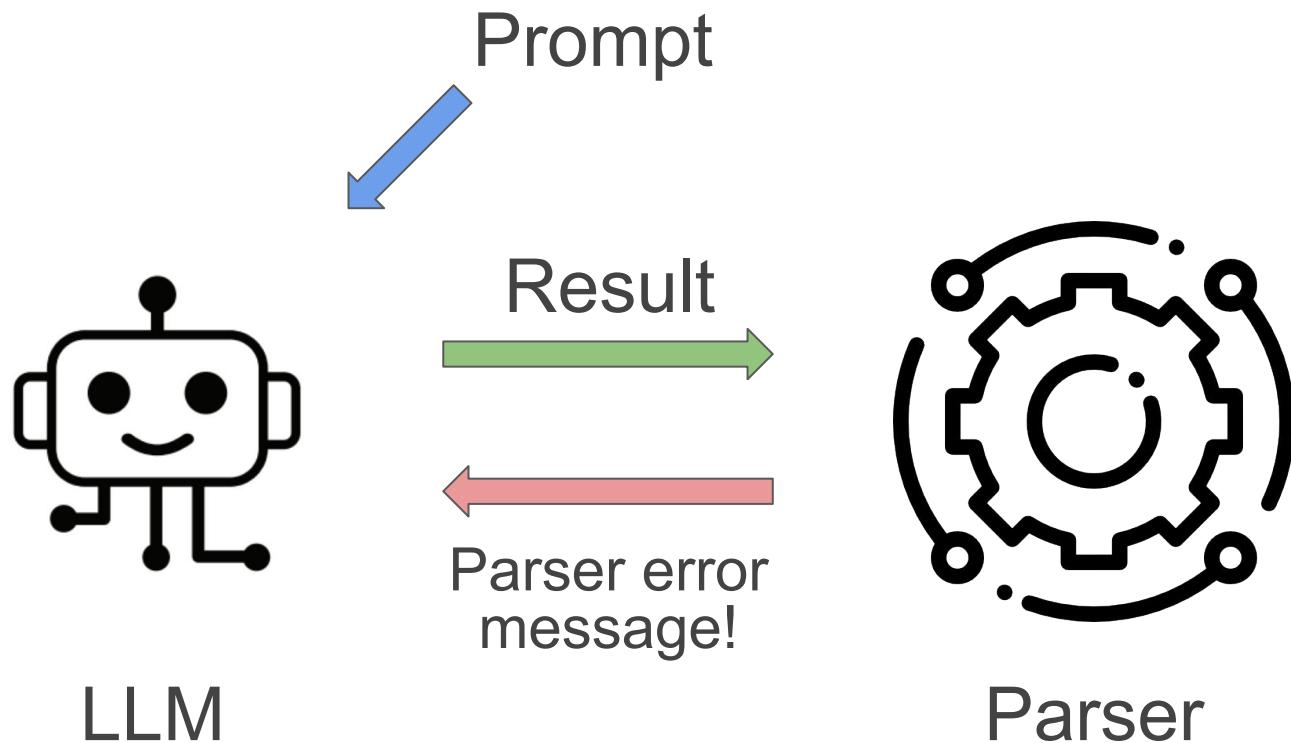 Prompt
Result
Parser error
message!
LLM
Parser